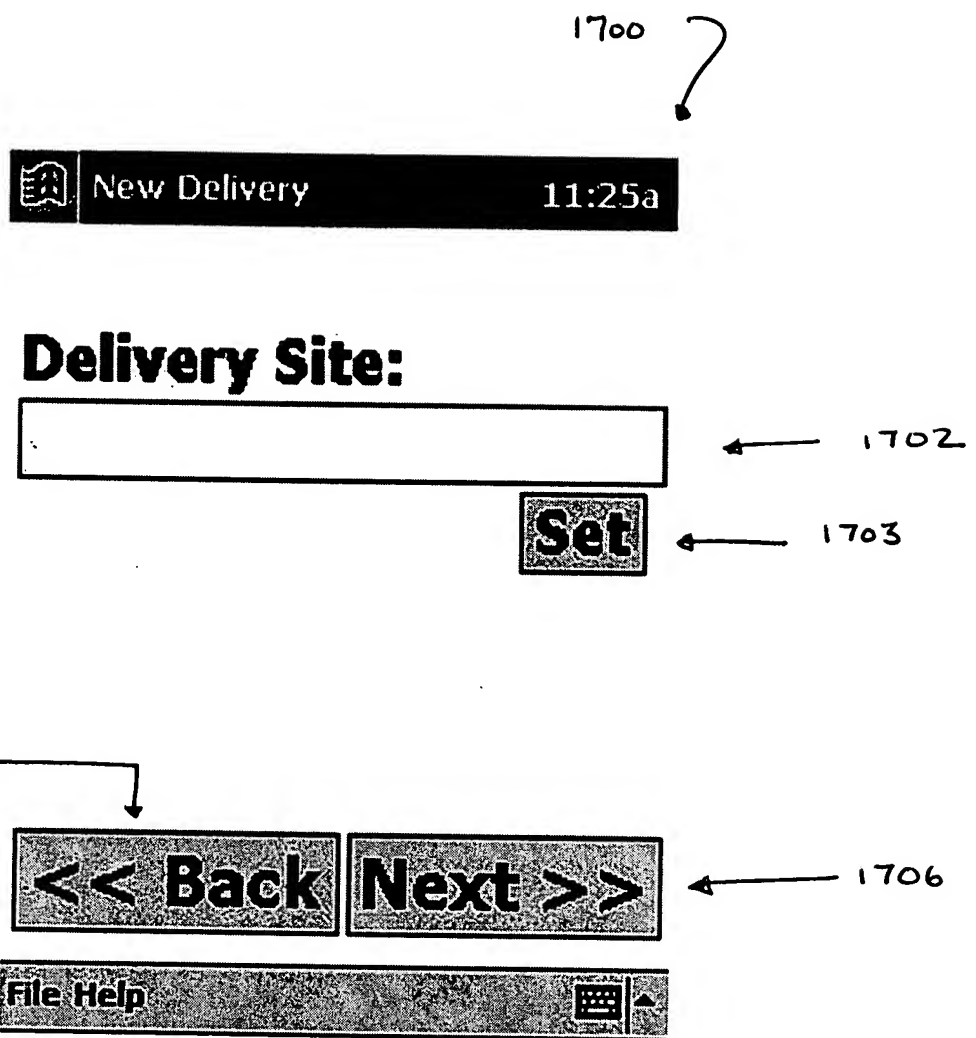 1700
New Delivery 11:25a
Delivery Site:
1702
Set
1703
<< Back Next >>
1706
File Help